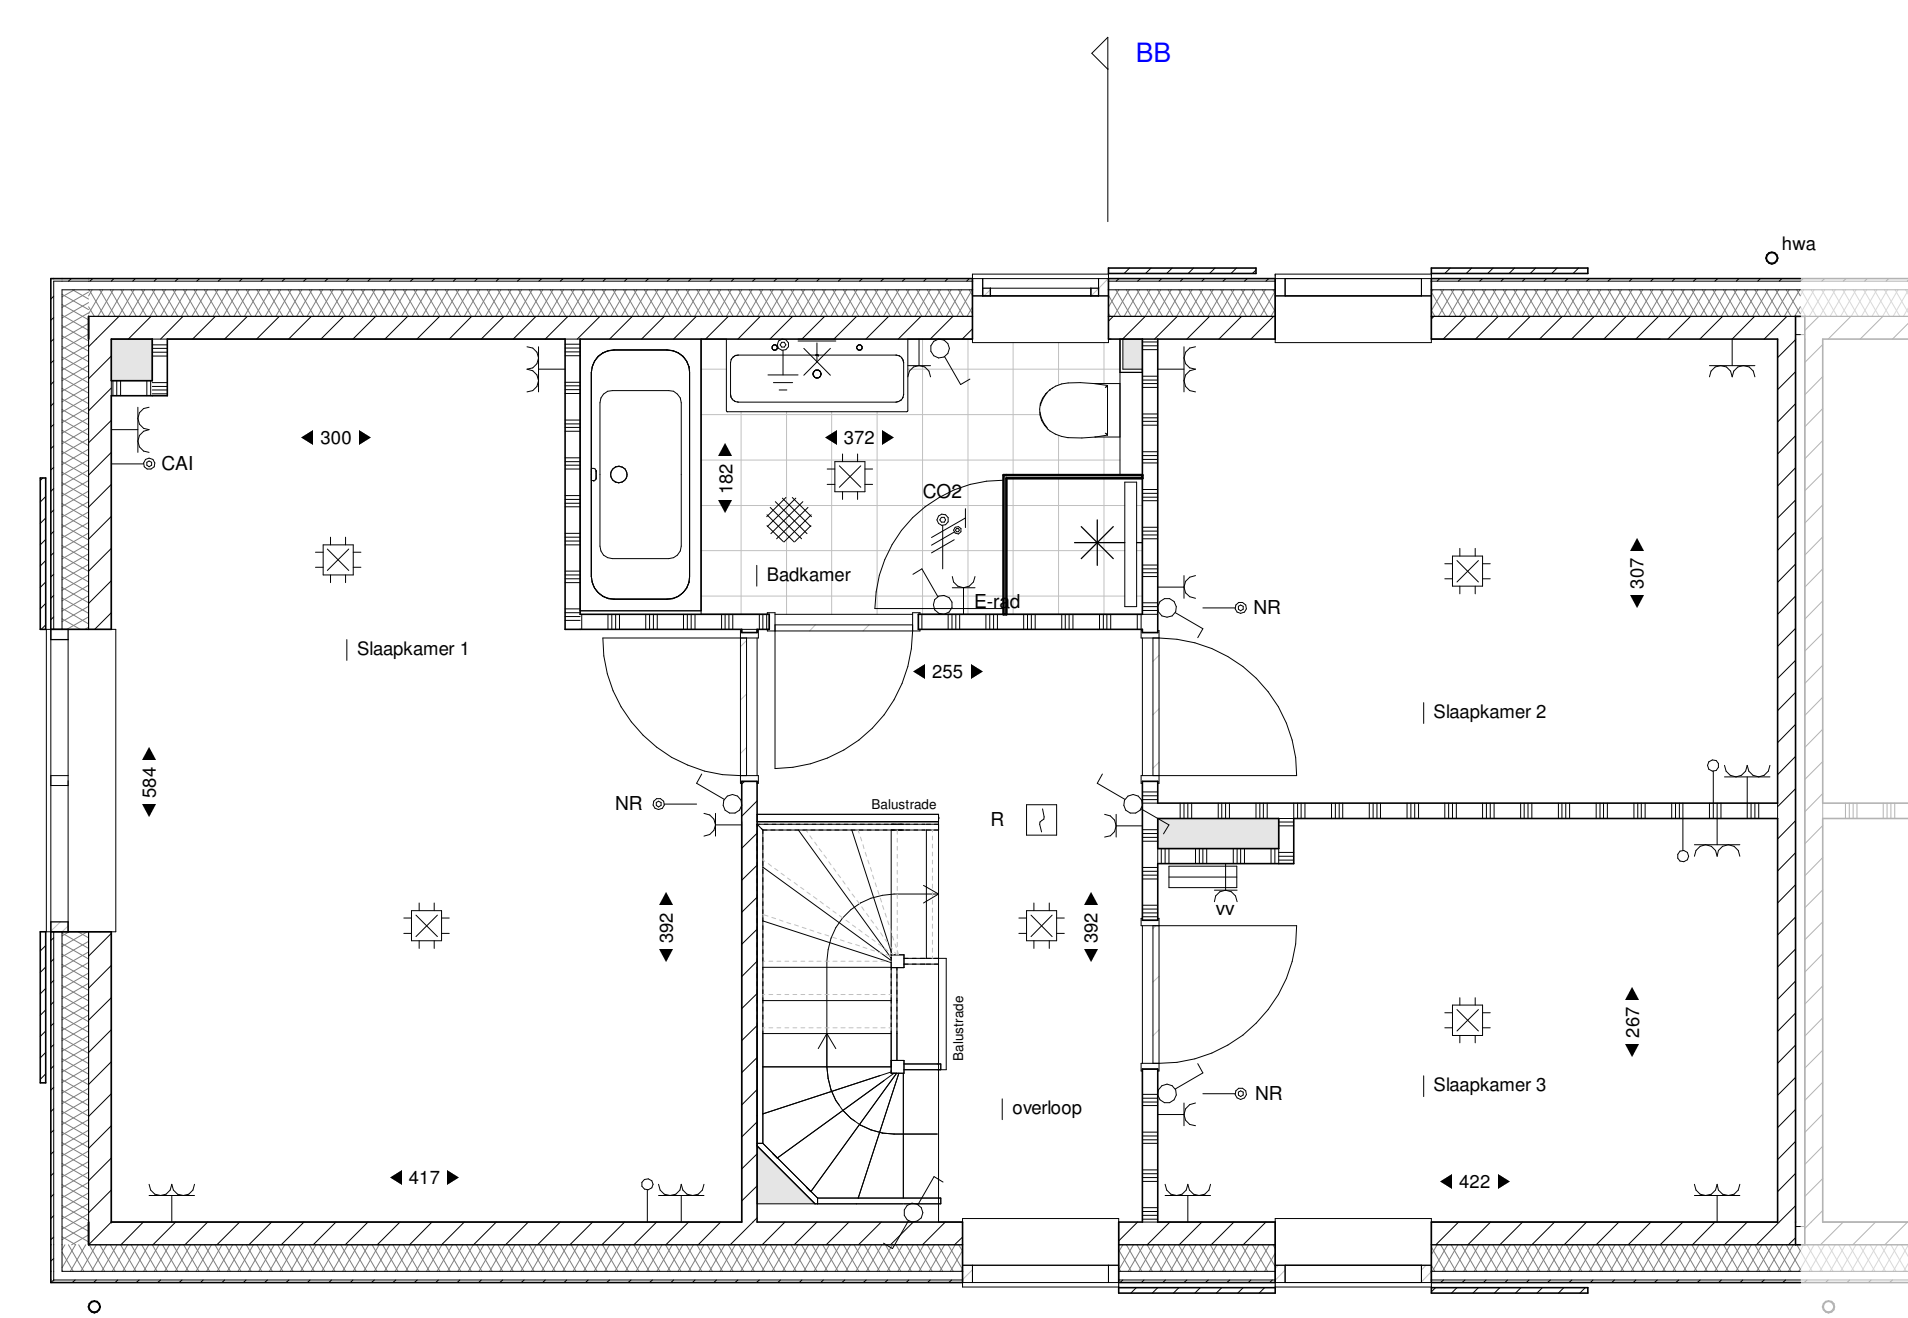 BB
hwa
300
372
CAI
182
CO2
Badkamer
307
E-rad
NR
Slaapkamer 1
255
Slaapkamer 2
584
NR
Balustrade
R
392
392
vv
Balustrade
267
Slaapkamer 3
NR
overloop
417
422